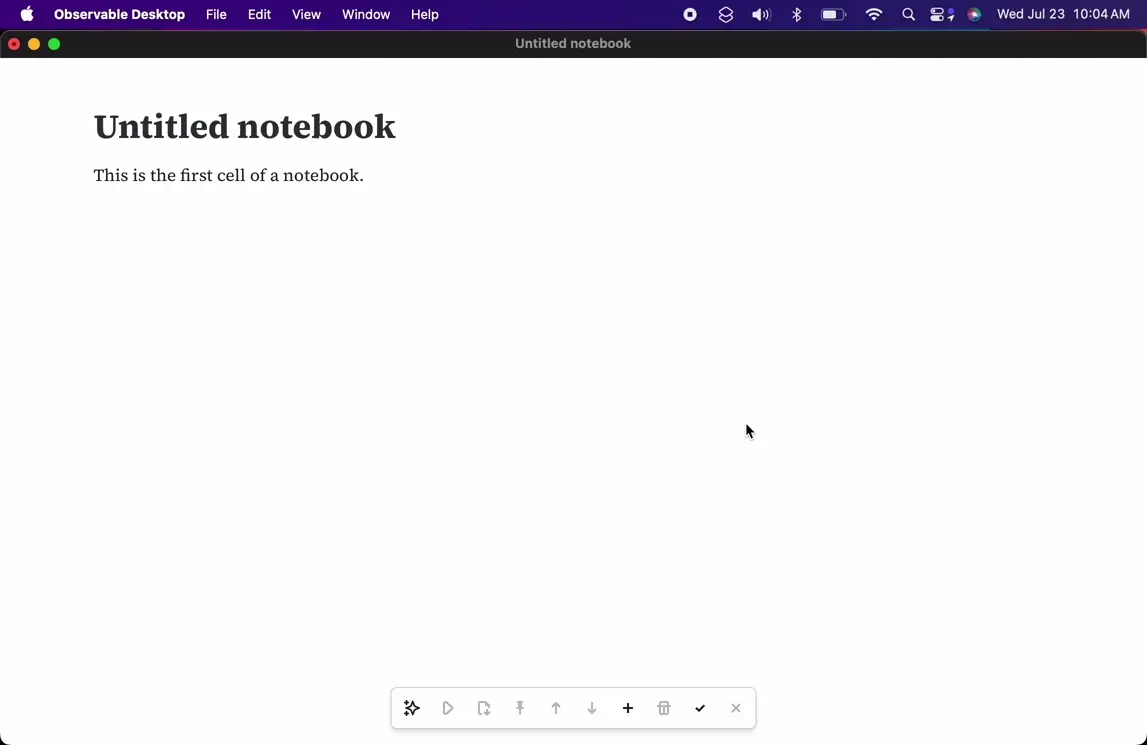 Observable Desktop File Edit View Window Help Wed Jul 23 10:04 AM
Untitled notebook
Untitled notebook
This is the first cell of a notebook.